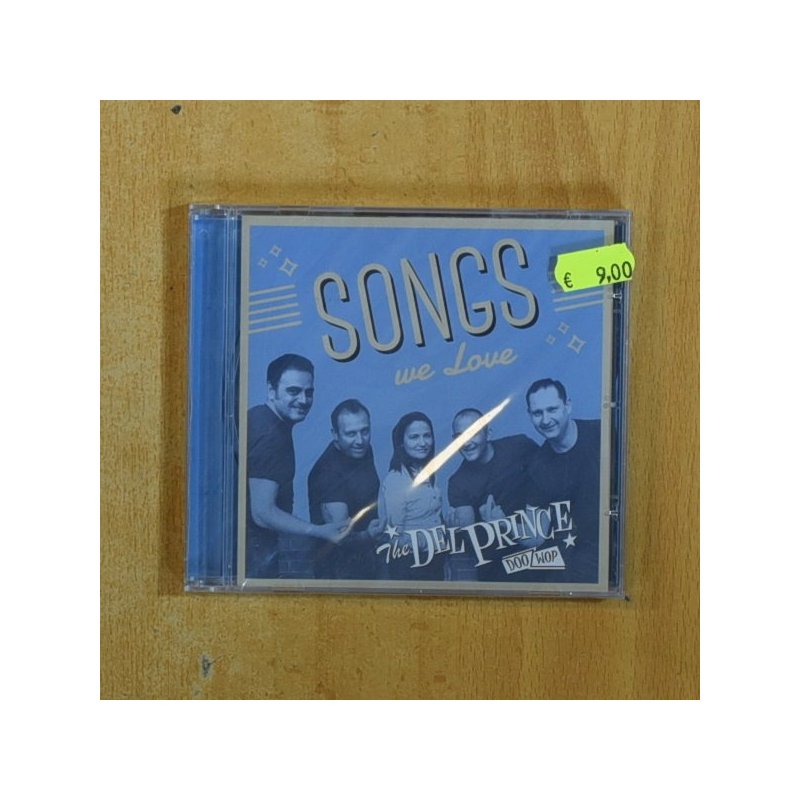 SONGS
we Love
€ 9,00
The DEL PRINCE
DOO/WOP